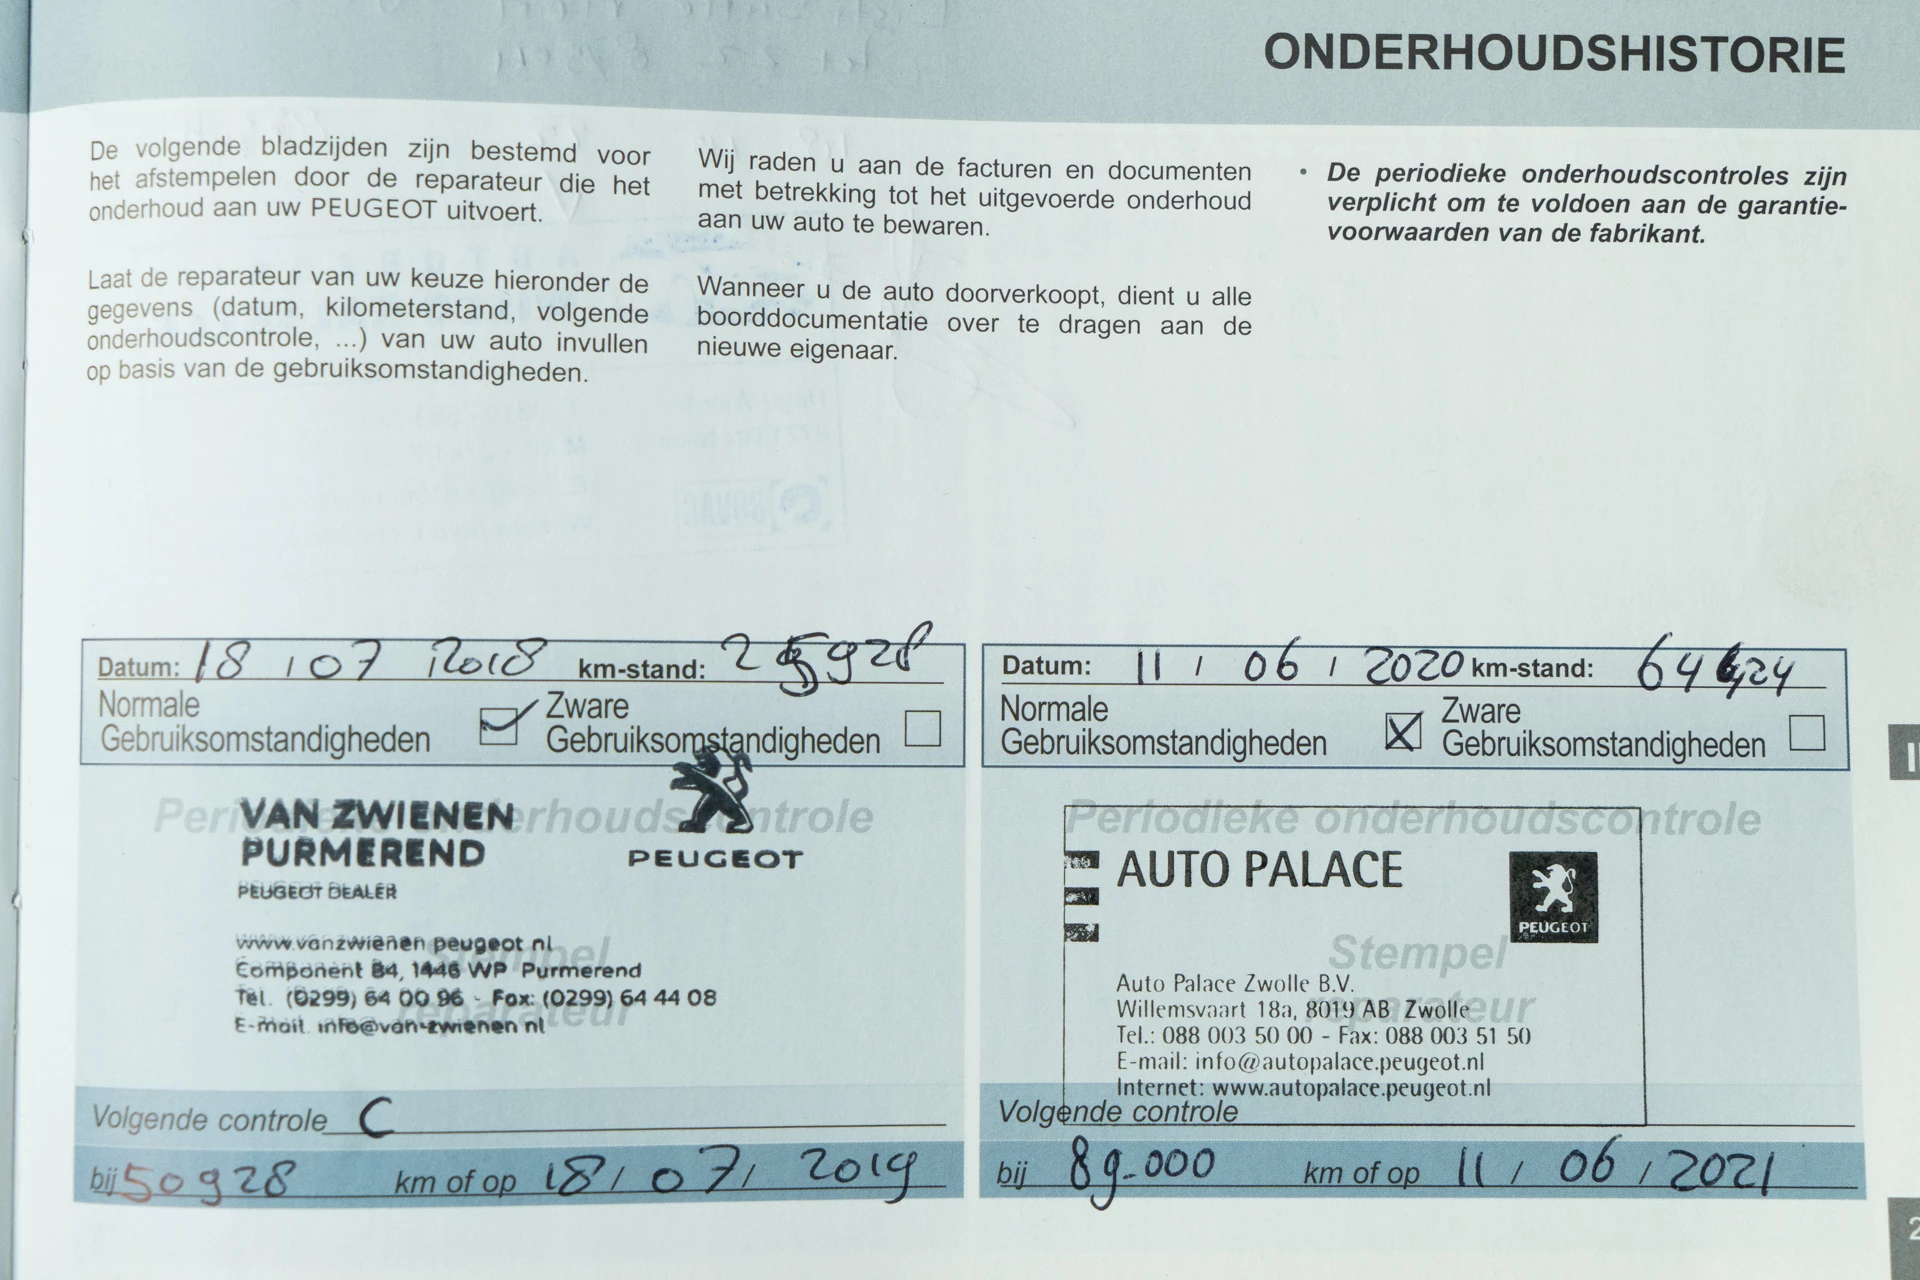 ONDERHOUDSHISTORIE
De volgende bladzijden zijn bestemd voor
het afstempelen door de reparateur die het
onderhoud aan uw PEUGEOT uitvoert.
Laat de reparateur van uw keuze hieronder de
gegevens (datum, kilometerstand, volgende
onderhoudscontrole, ...) van uw auto invullen
op basis van de gebruiksomstandigheden.
Wij raden u aan de facturen en documenten
met betrekking tot het uitgevoerde onderhoud
aan uw auto te bewaren.
Wanneer u de auto doorverkoopt, dient u alle
boorddocumentatie over te dragen aan de
nieuwe eigenaar.
• De periodieke onderhoudscontroles zijn
verplicht om te voldoen aan de garantie-
voorwaarden van de fabrikant.
Datum: 18 / 07 / 2018 km-stand: 25928
Normale
Gebruiksomstandigheden
Zware
Gebruiksomstandigheden
Periodieke onderhoudscontrole
VAN ZWIENEN
PURMEREND
PEUGEOT DEALER
PEUGEOT
Stempel
reparateur
www.vanzwienen.peugeot.nl
Component 84, 1446 WP Purmerend
Tel. (0299) 64 00 96 - Fax: (0299) 64 44 08
E-mail info@van-zwienen.nl
Volgende controle C
bij 50928 km of op 18 / 07 / 2019
Datum: 11 / 06 / 2020 km-stand:
Normale
Gebruiksomstandigheden
Zware
Gebruiksomstandigheden
Periodieke onderhoudscontrole
AUTO PALACE
PEUGEOT
Stempel
reparateur
Auto Palace Zwolle B.V.
Willemsvaart 18a, 8019 AB Zwolle
Tel.: 088 003 50 00 - Fax: 088 003 51 50
E-mail: info@autopalace.peugeot.nl
Internet: www.autopalace.peugeot.nl
Volgende controle
bij 89.000 km of op 11 / 06 / 2021